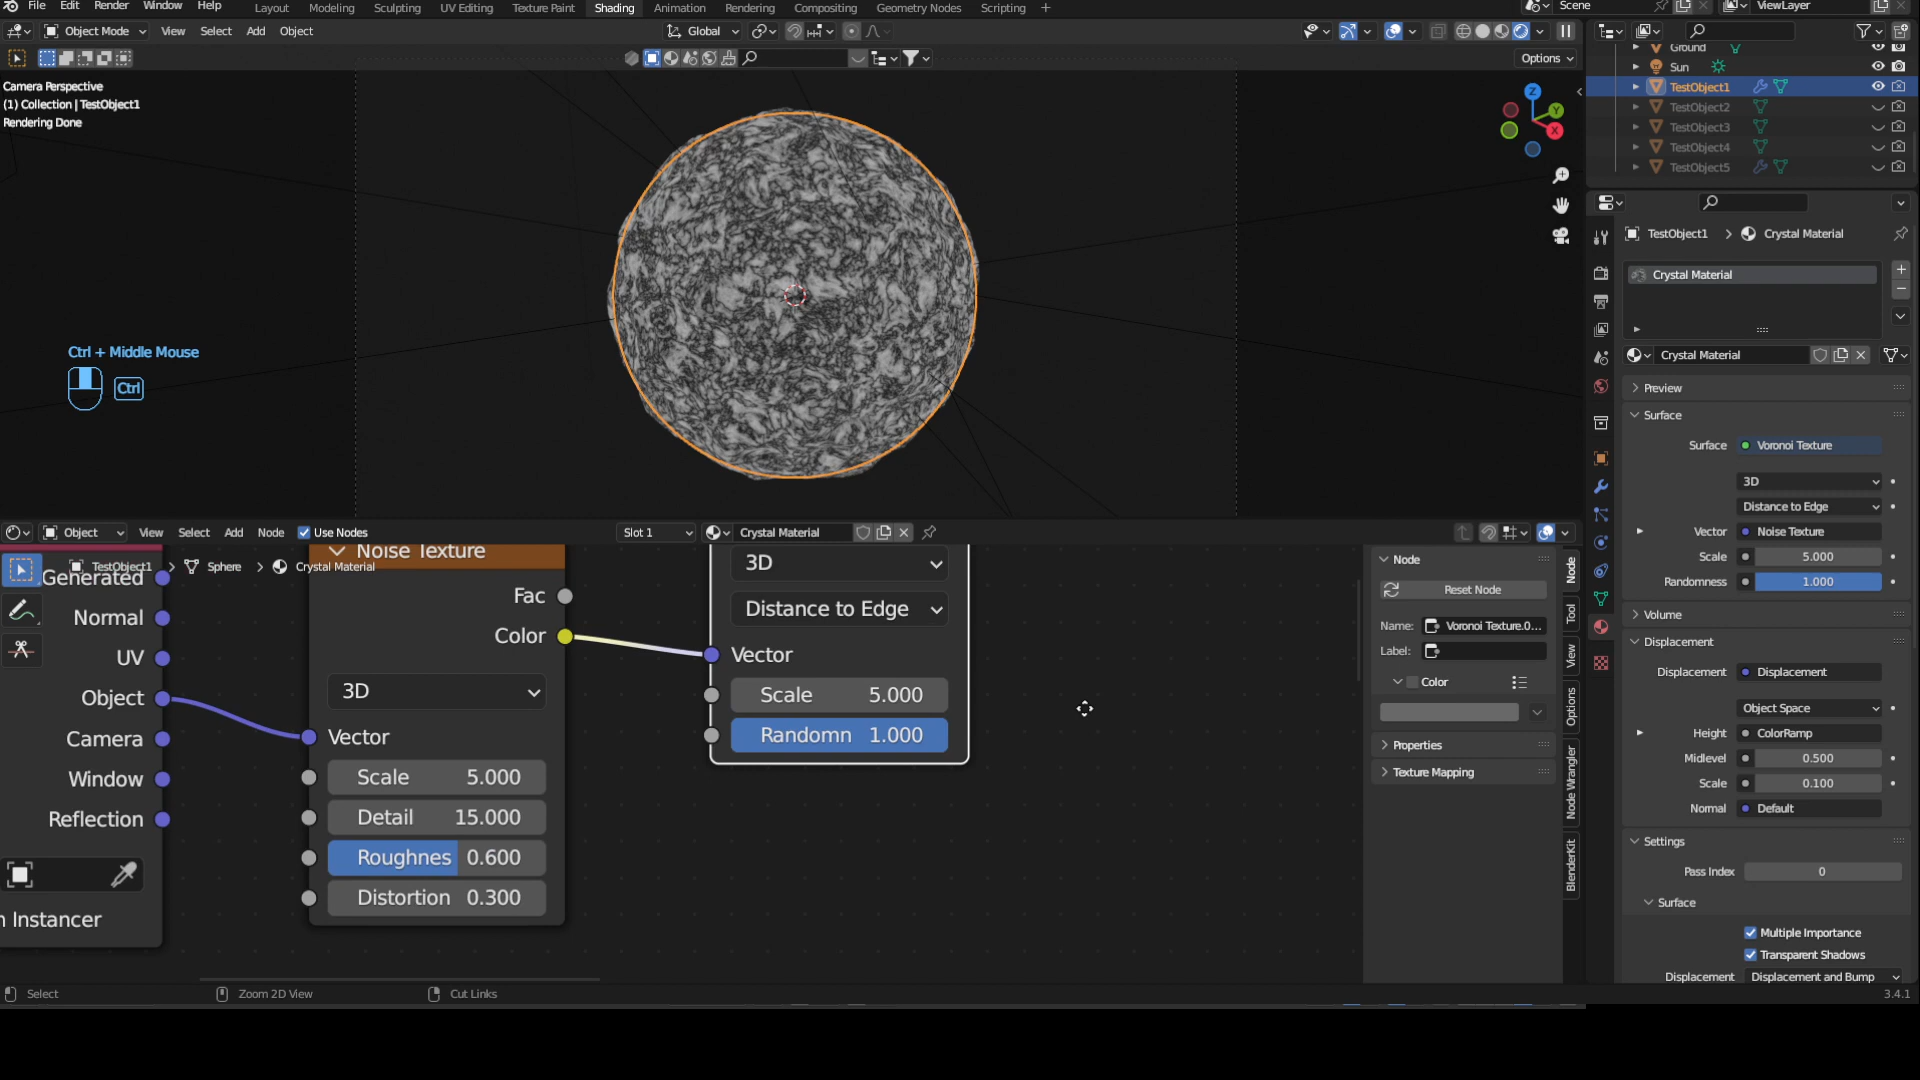 File Edit Render Window Help Layout Modeling Sculpting UV Editing Texture Paint Shading Animation Rendering Compositing Geometry Nodes Scripting + Scene ViewLayer
Object Mode View Select Add Object Global
Options
Camera Perspective
(1) Collection | TestObject1
Rendering Done
Z
Y
X
Ctrl + Middle Mouse
Ctrl
Ground
Sun
TestObject1
TestObject2
TestObject3
TestObject4
TestObject5
TestObject1 > Crystal Material
Crystal Material
Crystal Material
Preview
Surface
Surface Voronoi Texture
3D
Distance to Edge
Vector Noise Texture
Scale 5.000
Randomness 1.000
Volume
Displacement
Displacement Displacement
Object Space
Height ColorRamp
Midlevel 0.500
Scale 0.100
Normal Default
Settings
Pass Index 0
Surface
Multiple Importance
Transparent Shadows
Displacement Displacement and Bump
Object View Select Add Node Use Nodes Slot 1 Crystal Material
TestObject1 > Sphere > Crystal Material
Generated
Normal
UV
Object
Camera
Window
Reflection
n Instancer
Noise Texture
Fac
Color
3D
Vector
Scale 5.000
Detail 15.000
Roughnes 0.600
Distortion 0.300
3D
Distance to Edge
Vector
Scale 5.000
Randomn 1.000
Node
Reset Node
Name: Voronoi Texture.0...
Label:
Color
Properties
Texture Mapping
Node
Tool
View
Options
Node Wrangler
BlenderKit
Select Zoom 2D View Cut Links 3.4.1